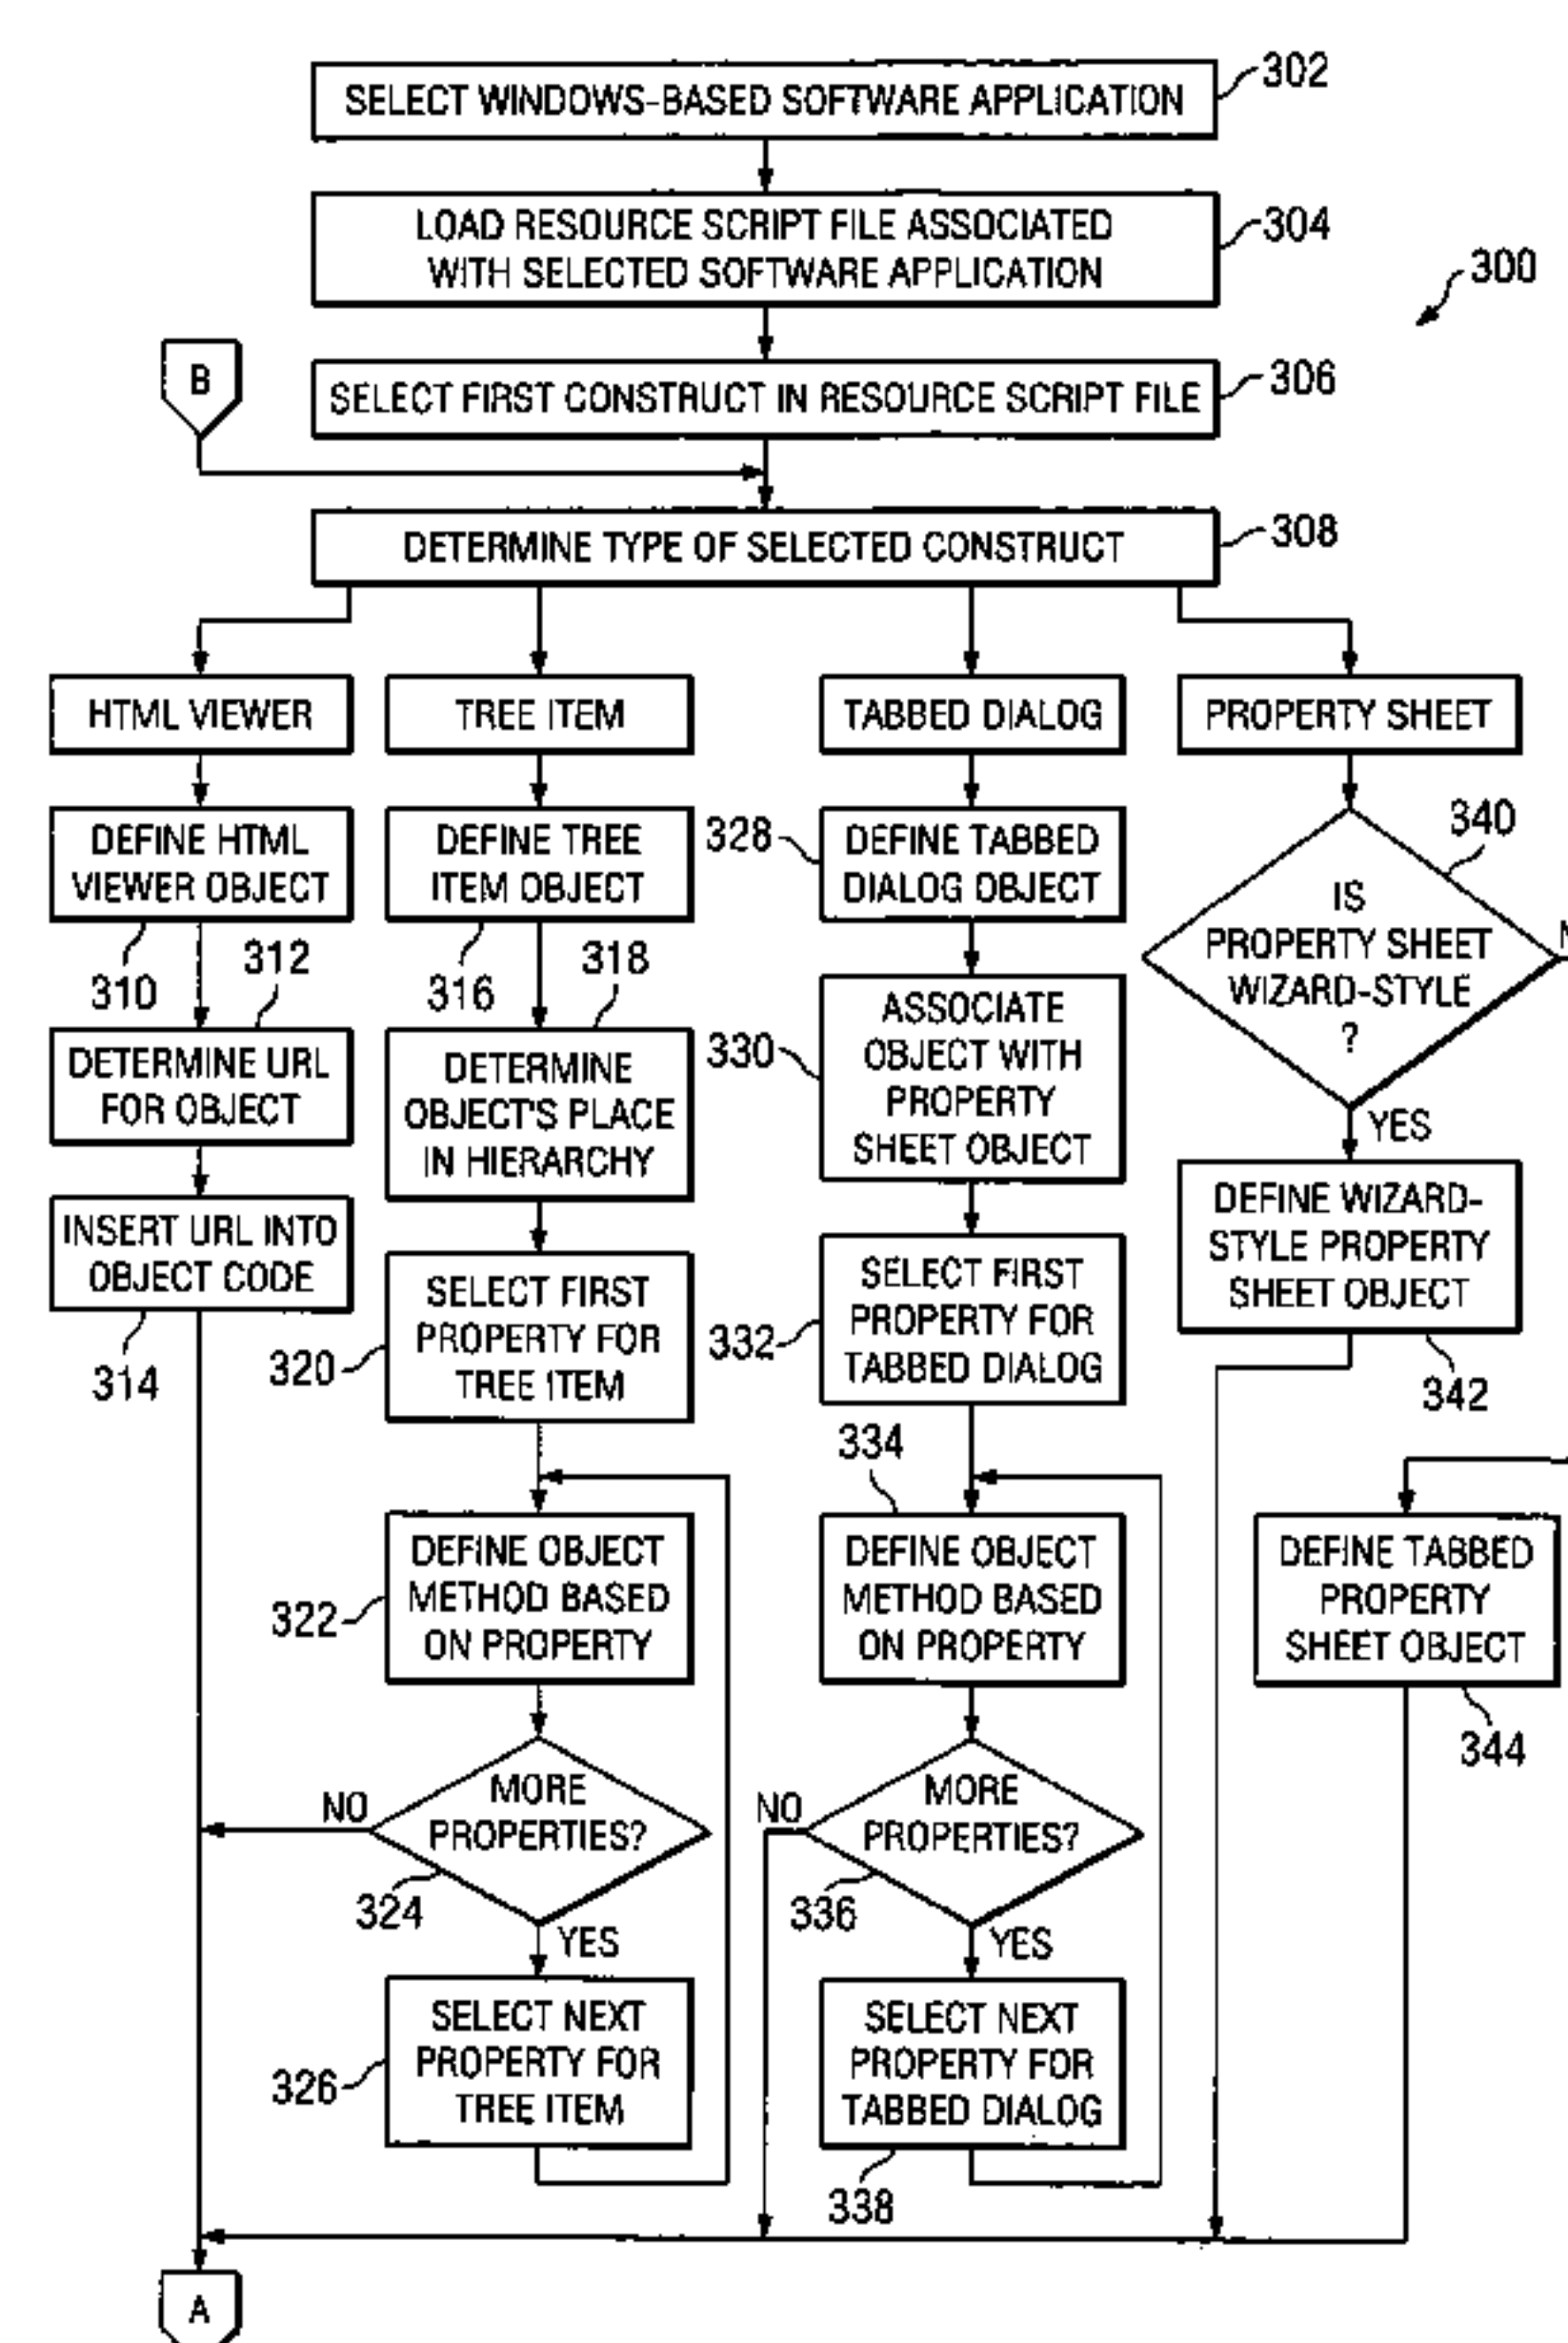 302
SELECT WINDOWS-BASED SOFTWARE APPLICATION
304
LOAD RESOURCE SCRIPT FILE ASSOCIATED
WITH SELECTED SOFTWARE APPLICATION
300
B
306
SELECT FIRST CONSTRUCT IN RESOURCE SCRIPT FILE
308
DETERMINE TYPE OF SELECTED CONSTRUCT
HTML VIEWER
DEFINE HTML
VIEWER OBJECT
310
312
DETERMINE URL
FOR OBJECT
INSERT URL INTO
OBJECT CODE
314
TREE ITEM
DEFINE TREE
ITEM OBJECT
316
318
DETERMINE
OBJECT'S PLACE
IN HIERARCHY
320
SELECT FIRST
PROPERTY FOR
TREE ITEM
322
DEFINE OBJECT
METHOD BASED
ON PROPERTY
NO
MORE
PROPERTIES?
324
YES
326
SELECT NEXT
PROPERTY FOR
TREE ITEM
TABBED DIALOG
328
DEFINE TABBED
DIALOG OBJECT
330
ASSOCIATE
OBJECT WITH
PROPERTY
SHEET OBJECT
332
SELECT FIRST
PROPERTY FOR
TABBED DIALOG
334
DEFINE OBJECT
METHOD BASED
ON PROPERTY
NO
MORE
PROPERTIES?
336
YES
SELECT NEXT
PROPERTY FOR
TABBED DIALOG
338
PROPERTY SHEET
340
IS
PROPERTY SHEET
WIZARD-STYLE
?
YES
DEFINE WIZARD-
STYLE PROPERTY
SHEET OBJECT
342
DEFINE TABBED
PROPERTY
SHEET OBJECT
344
A